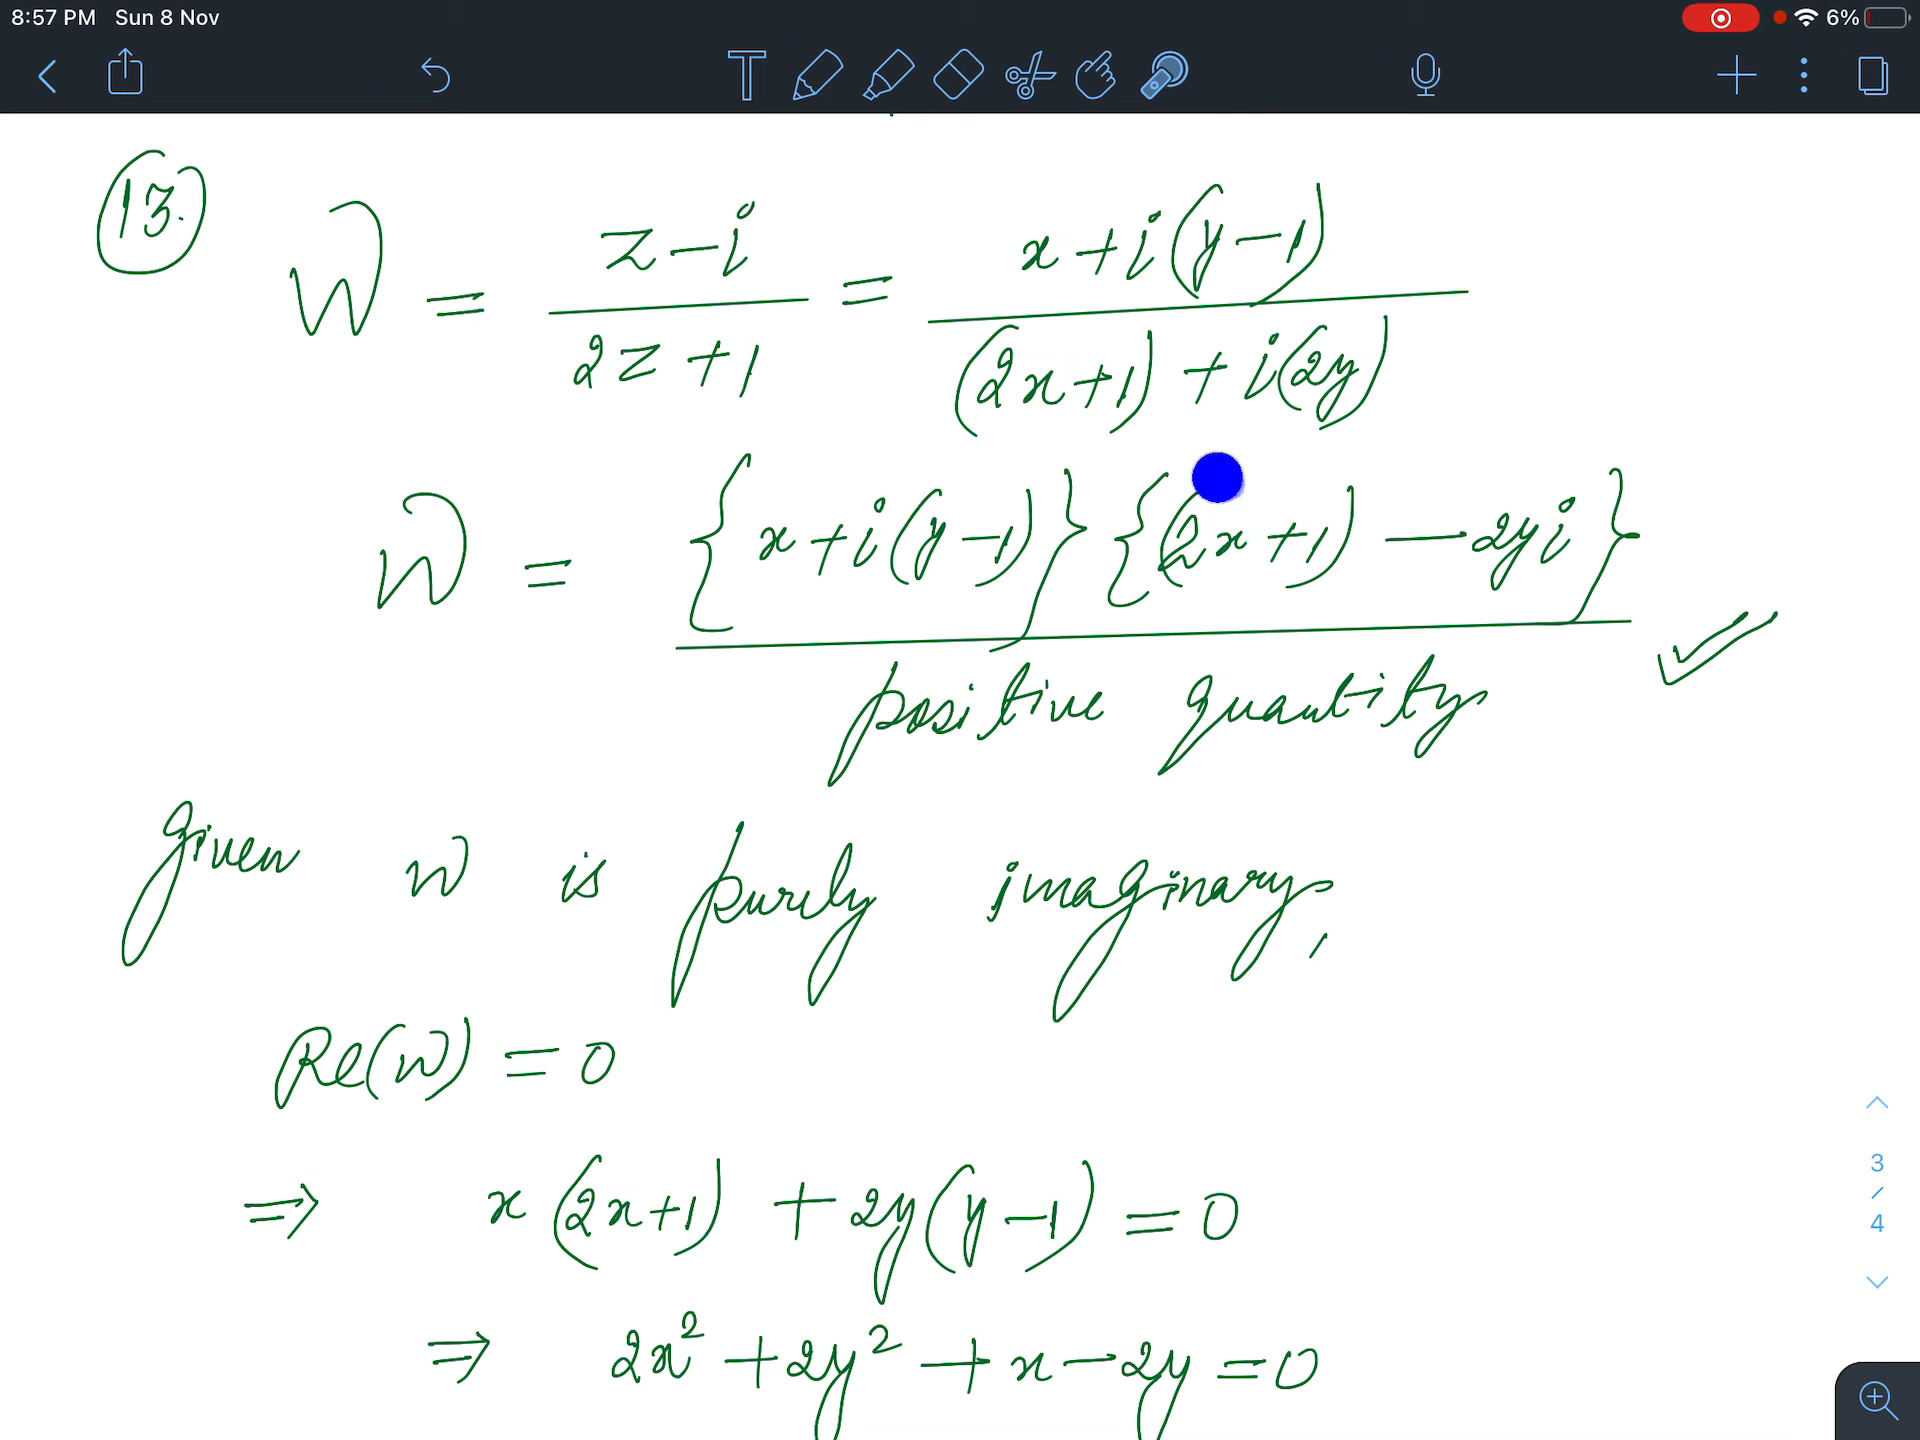 8:57 PM Sun 8 Nov 6%
T
13.
W = z - i / 2z + 1 = x + i(y - 1) / (2x + 1) + i(2y)
W = {x + i(y - 1)} {(2x + 1) — 2yi} / positive quantity
given W is purely imaginary,
Re(W) = 0
⇒ x(2x+1) + 2y(y - 1) = 0
⇒ 2x² + 2y² + x - 2y = 0
3
/
4